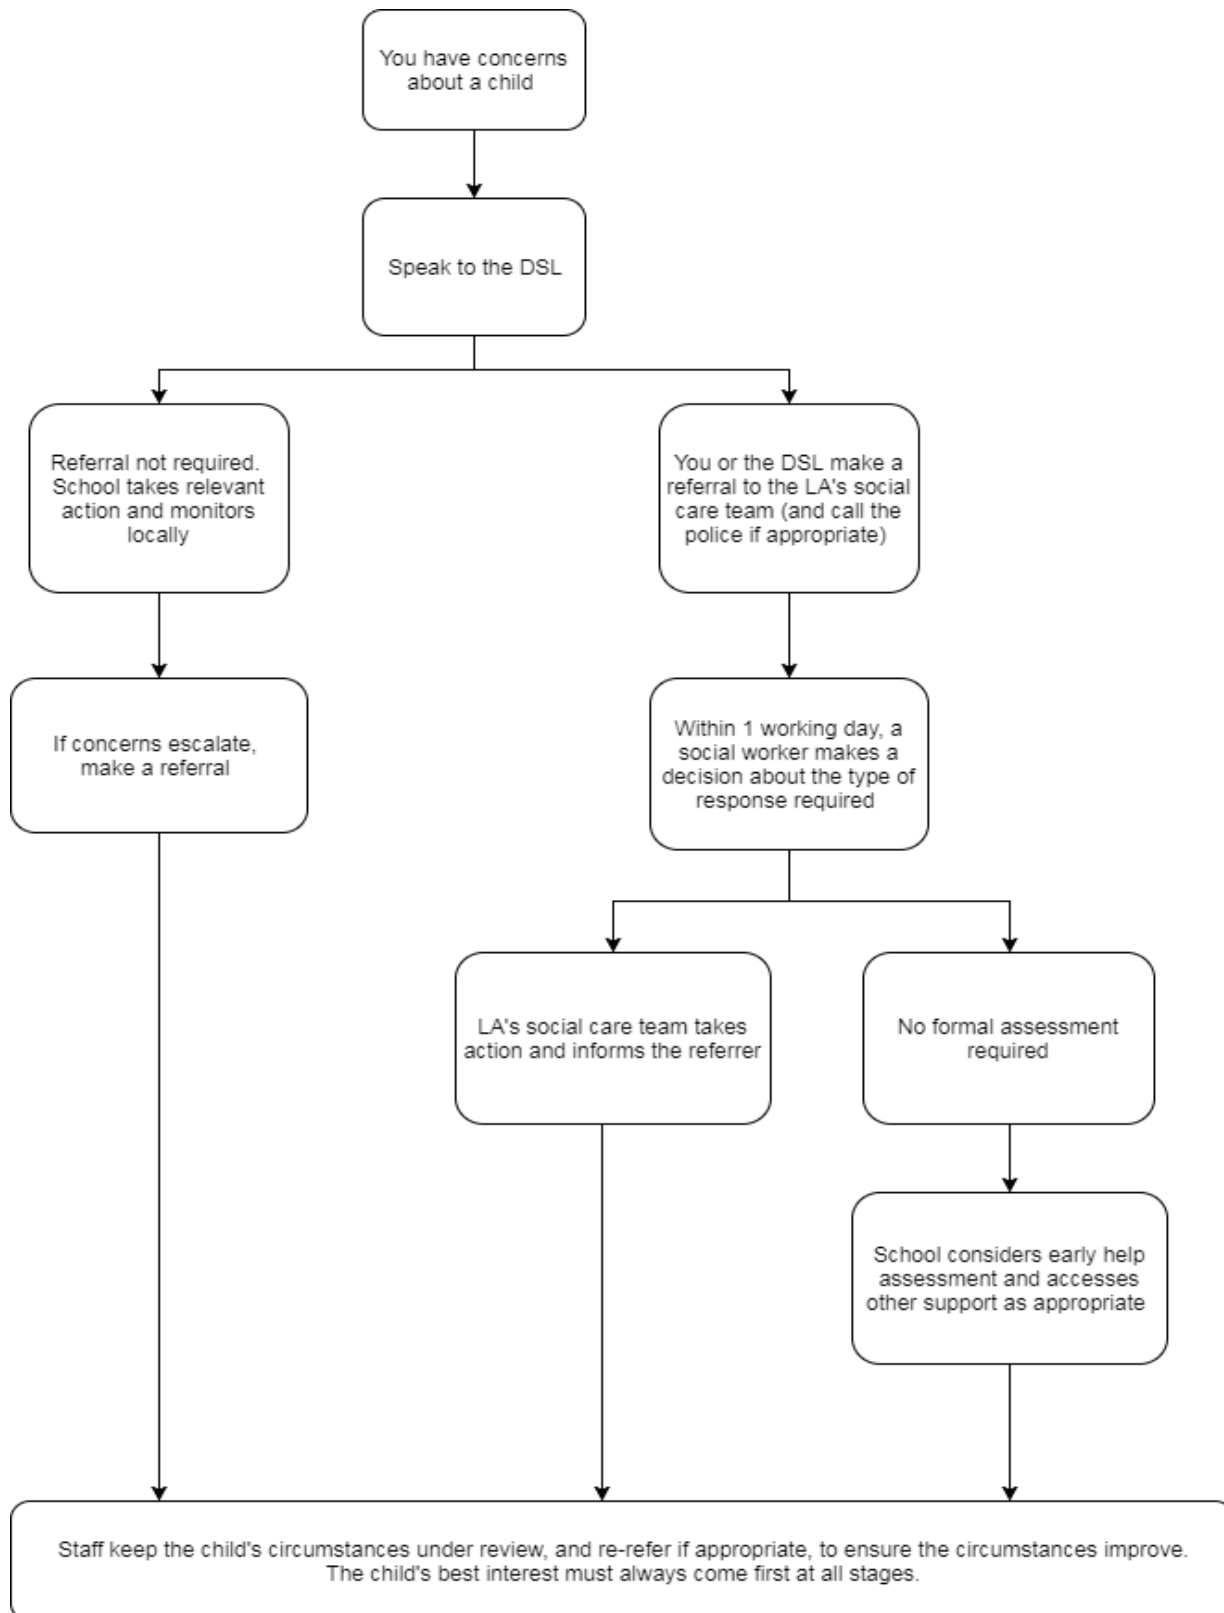 You have concerns
about a child
Speak to the DSL
Referral not required.
School takes relevant
action and monitors
locally
You or the DSL make a
referral to the LA's social
care team (and call the
police if appropriate)
If concerns escalate,
make a referral
Within 1 working day, a
social worker makes a
decision about the type of
response required
LA's social care team takes
action and informs the referrer
No formal assessment
required
School considers early help
assessment and accesses
other support as appropriate
Staff keep the child's circumstances under review, and re-refer if appropriate, to ensure the circumstances improve.
The child's best interest must always come first at all stages.